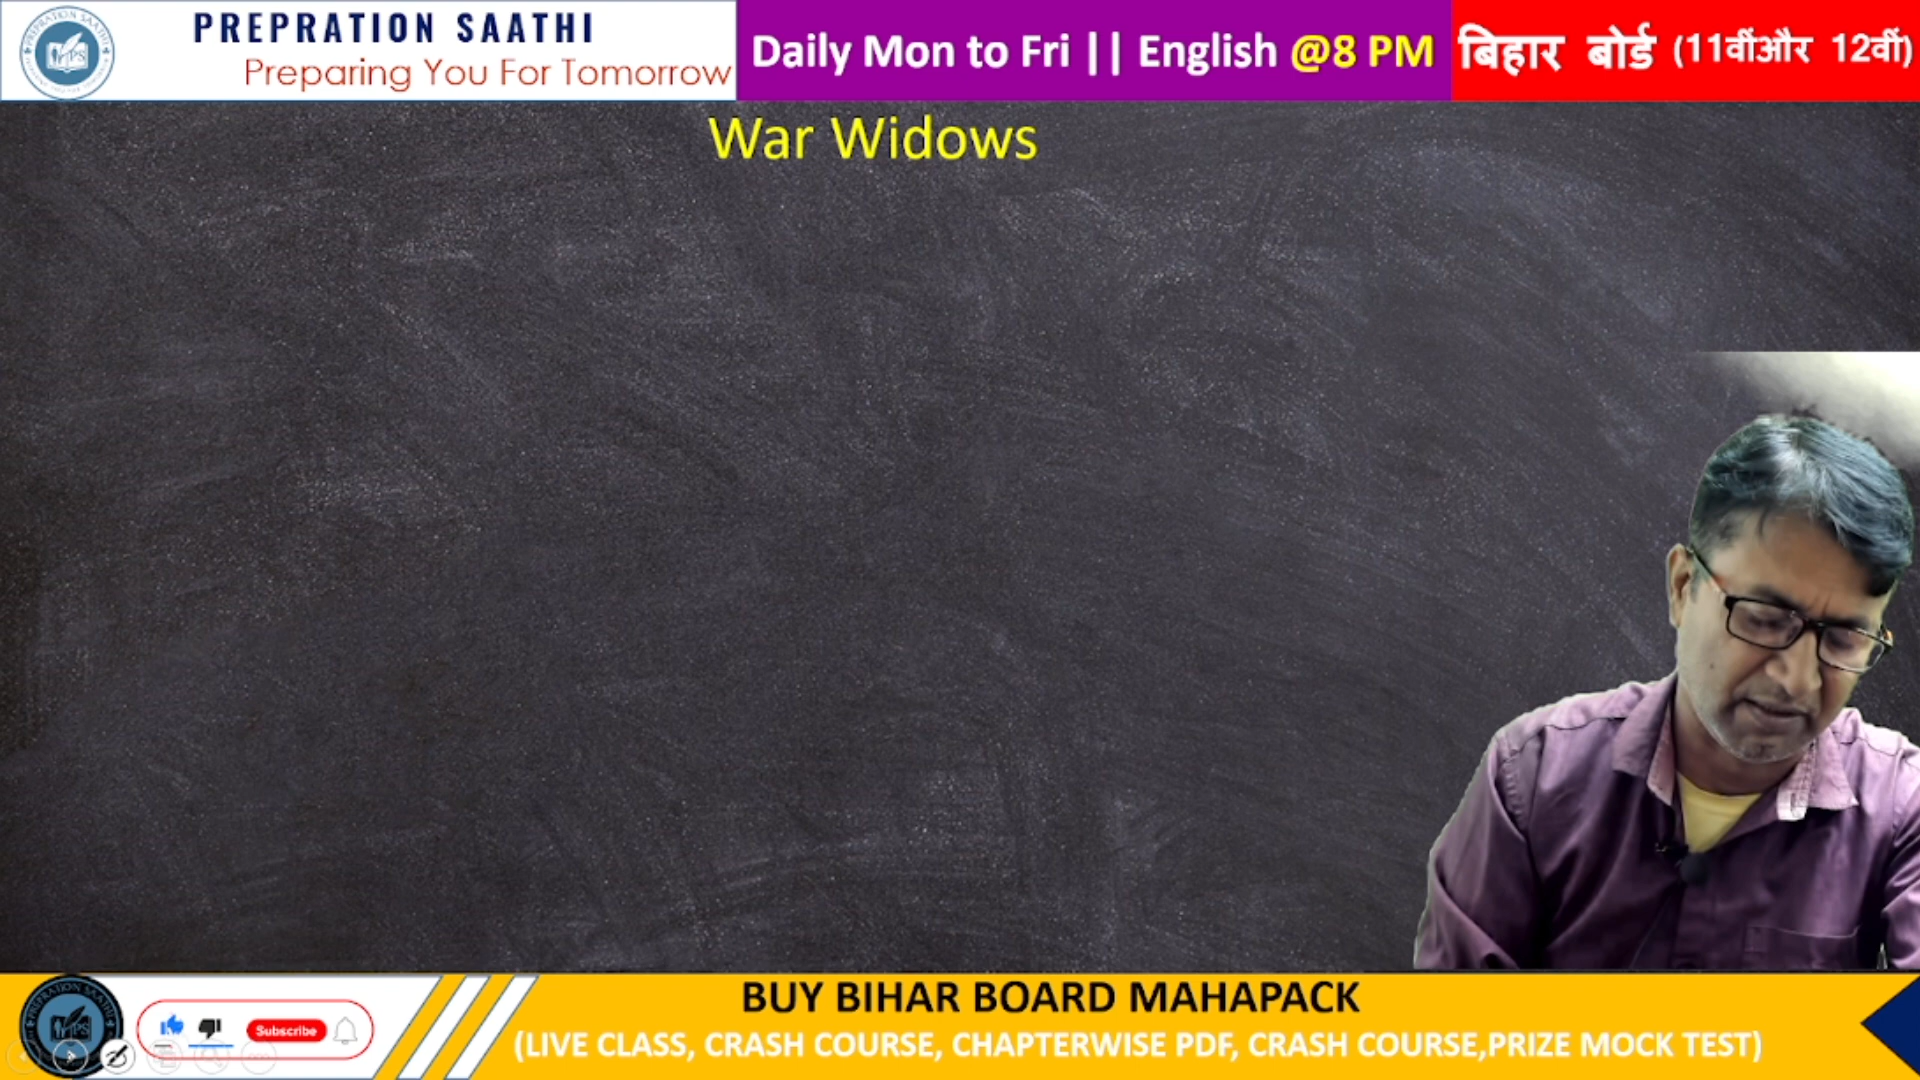 PREPRATION SAATHI
Preparing You For Tomorrow
Daily Mon to Fri || English @8 PM
बिहार बोर्ड (11वींऔर 12वीं)
War Widows
BUY BIHAR BOARD MAHAPACK
Subscribe
(LIVE CLASS, CRASH COURSE, CHAPTERWISE PDF, CRASH COURSE,PRIZE MOCK TEST)